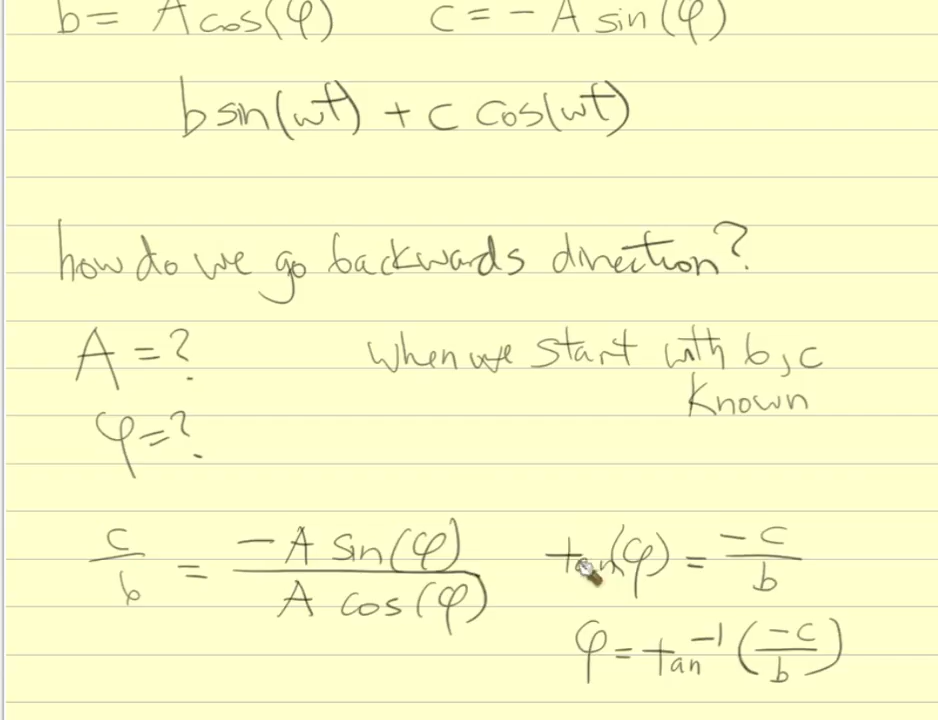 b = A cos(φ) c = - A sin(φ)
b sin(wt) + c cos(wt)
how do we go backwards direction?
A = ? when we start with b, c
known
φ = ?
c/b = -A sin(φ) / A cos(φ) tan(φ) = -c/b
φ = tan⁻¹(-c/b)